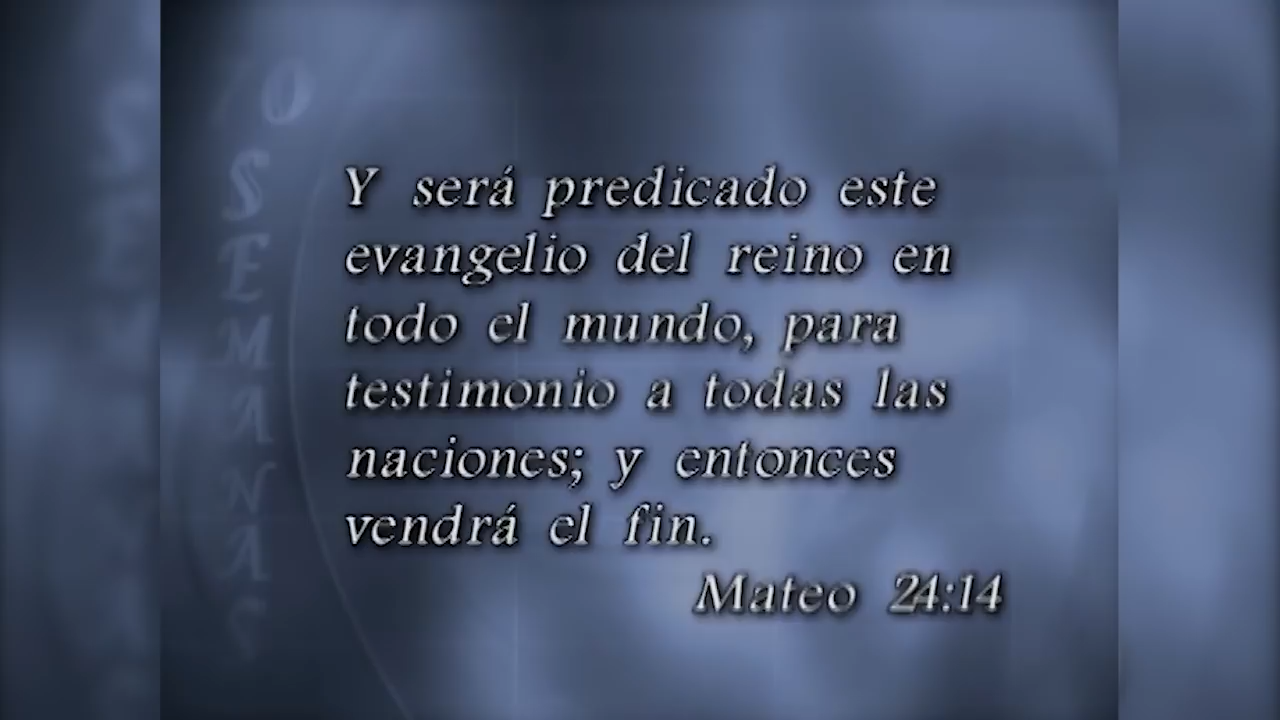 Y será predicado este
evangelio del reino en
todo el mundo, para
testimonio a todas las
naciones; y entonces
vendrá el fin.
Mateo 24:14
O SEMANAS